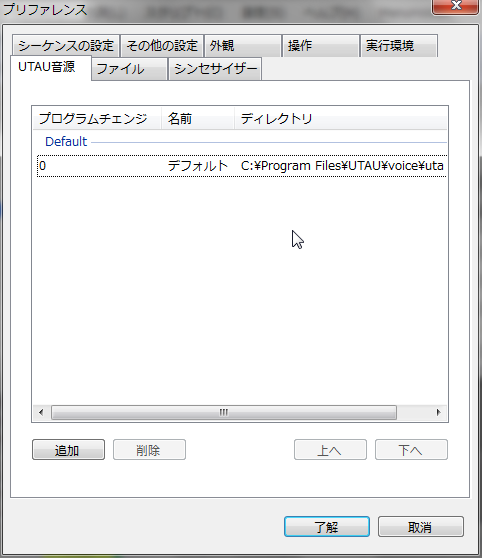 プリファレンス
シーケンスの設定 その他の設定 外観 操作 実行環境
UTAU音源 ファイル シンセサイザー
プログラムチェンジ 名前 ディレクトリ
Default
0 デフォルト C:¥Program Files¥UTAU¥voice¥uta
追加 削除 上へ 下へ
了解 取消